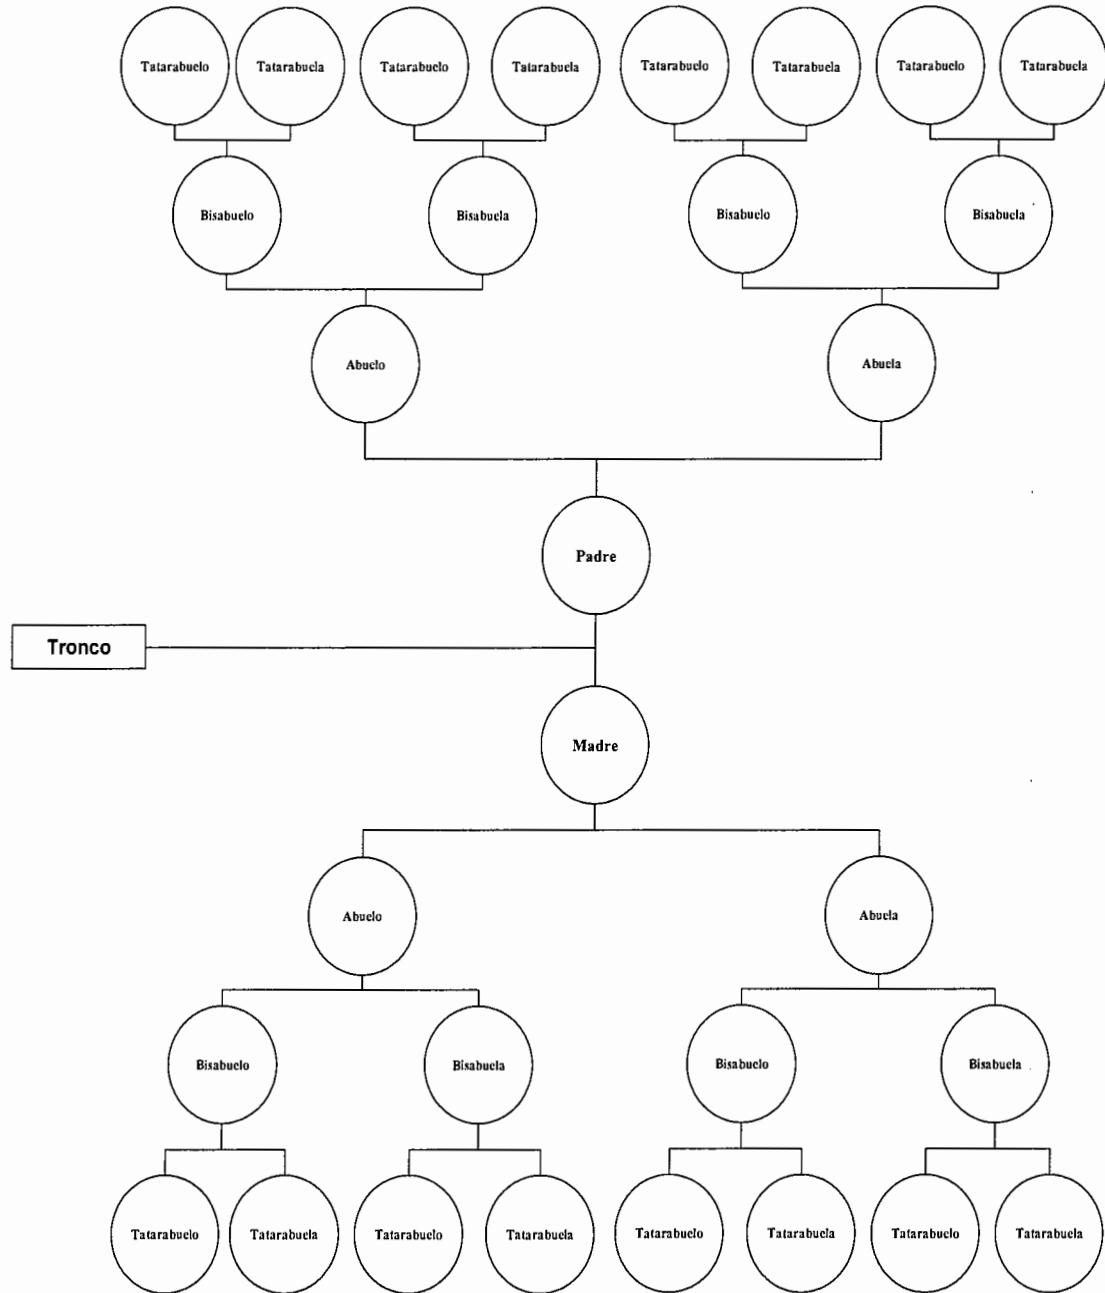 Tatarabuelo Tatarabuela Tatarabuelo Tatarabuela Tatarabuelo Tatarabuela Tatarabuelo Tatarabuela
Bisabuelo Bisabuela Bisabuelo Bisabuela
Abuelo Abuela
Padre
Tronco
Madre
Abuelo Abuela
Bisabuelo Bisabuela Bisabuelo Bisabuela
Tatarabuelo Tatarabuela Tatarabuelo Tatarabuela Tatarabuelo Tatarabuela Tatarabuelo Tatarabuela